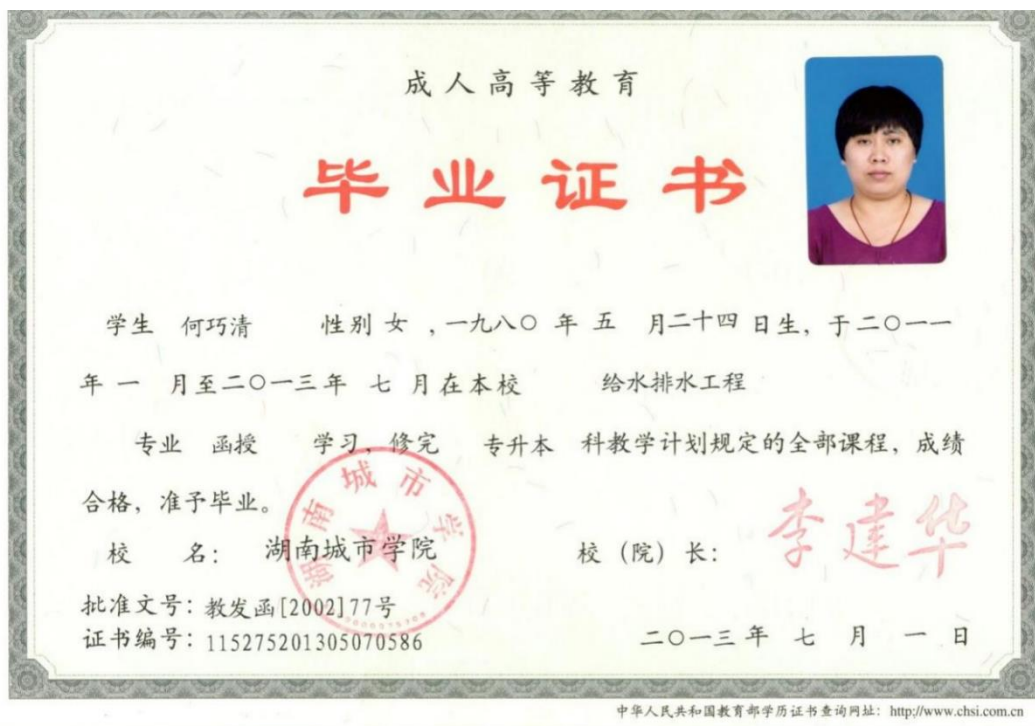 成人高等教育
毕业证书
学生 何巧清 性别 女 ,一九八〇 年 五 月二十四 日生, 于二〇一一
年 一 月至二〇一三年 七 月在本校 给水排水工程
专业 函授 学习, 修完 专升本 科教学计划规定的全部课程, 成绩
合格, 准予毕业。
湖南城市学院
校 名: 湖南城市学院 校 (院) 长: 李建华
批准文号: 教发函[2002]77号
证书编号: 115275201305070586 二〇一三 年 七 月 一 日
中华人民共和国教育部学历证书查询网址: http://www.chsi.com.cn